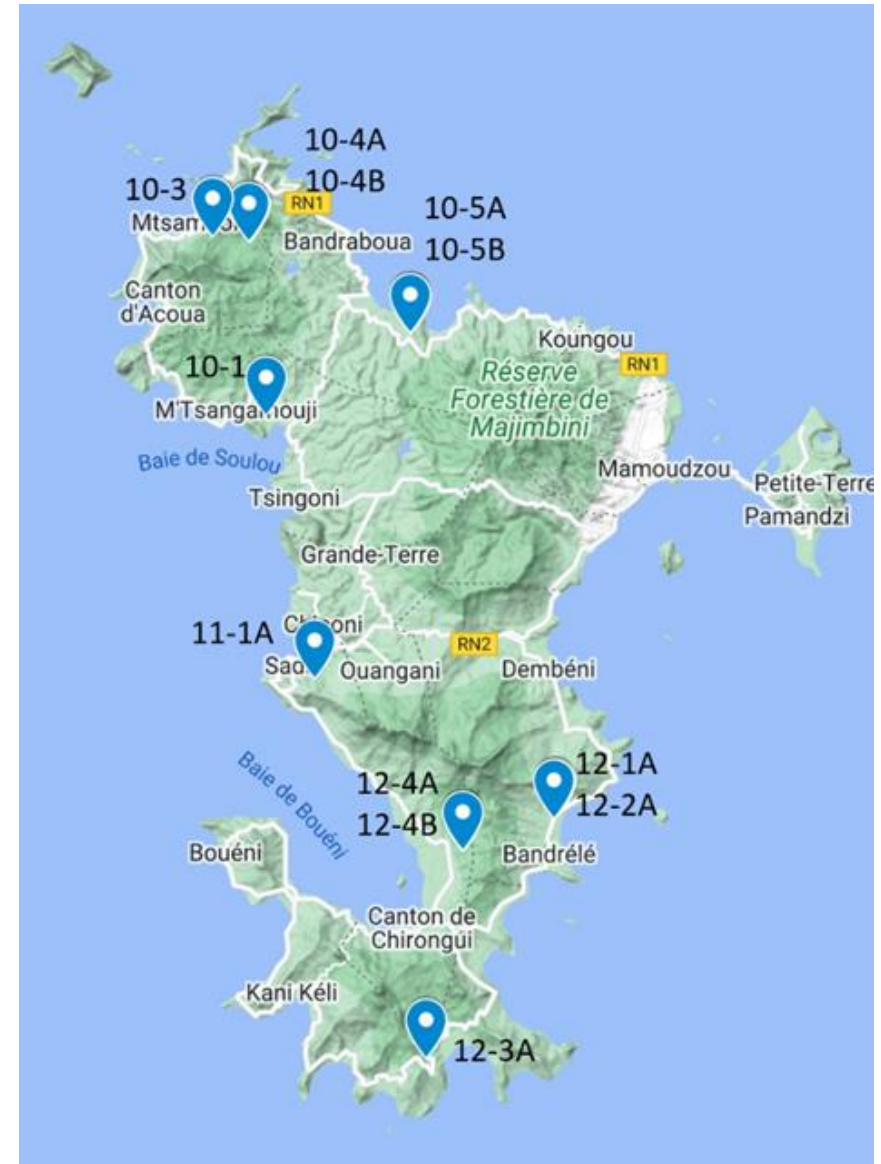 10-4A
10-3
10-4B
RN1
10-5A
Bandraboua
10-5B
Canton
d'Acoua
Koungou
RN1
10-1
Réserve
Forestière de
Majimbini
Baie de Soulou
Mamoudzou
Petite-Terre
Tsingoni
Pamandzi
Grande-Terre
11-1A
RN2
Ouangani
Dembéni
Baie de Bouéni
12-4A
12-1A
12-4B
12-2A
Bouéni
Bandrélé
Canton de
Chirongui
Kani Kéli
12-3A